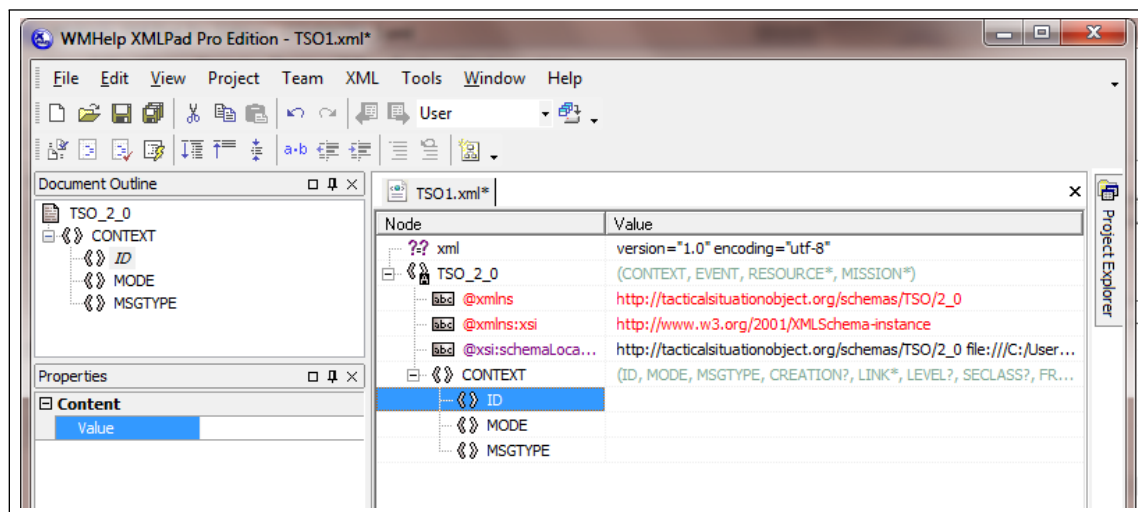 WMHelp XMLPad Pro Edition - TSO1.xml*
File Edit View Project Team XML Tools Window Help
User
a·b
Document Outline
TSO_2_0
CONTEXT
ID
MODE
MSGTYPE
Properties
Content
Value
TSO1.xml*
Node Value
?=? xml version="1.0" encoding="utf-8"
TSO_2_0 (CONTEXT, EVENT, RESOURCE*, MISSION*)
abc @xmlns http://tacticalsituationobject.org/schemas/TSO/2_0
abc @xmlns:xsi http://www.w3.org/2001/XMLSchema-instance
abc @xsi:schemaLoca... http://tacticalsituationobject.org/schemas/TSO/2_0 file:///C:/User...
CONTEXT (ID, MODE, MSGTYPE, CREATION?, LINK*, LEVEL?, SECLASS?, FR...
ID
MODE
MSGTYPE
Project Explorer